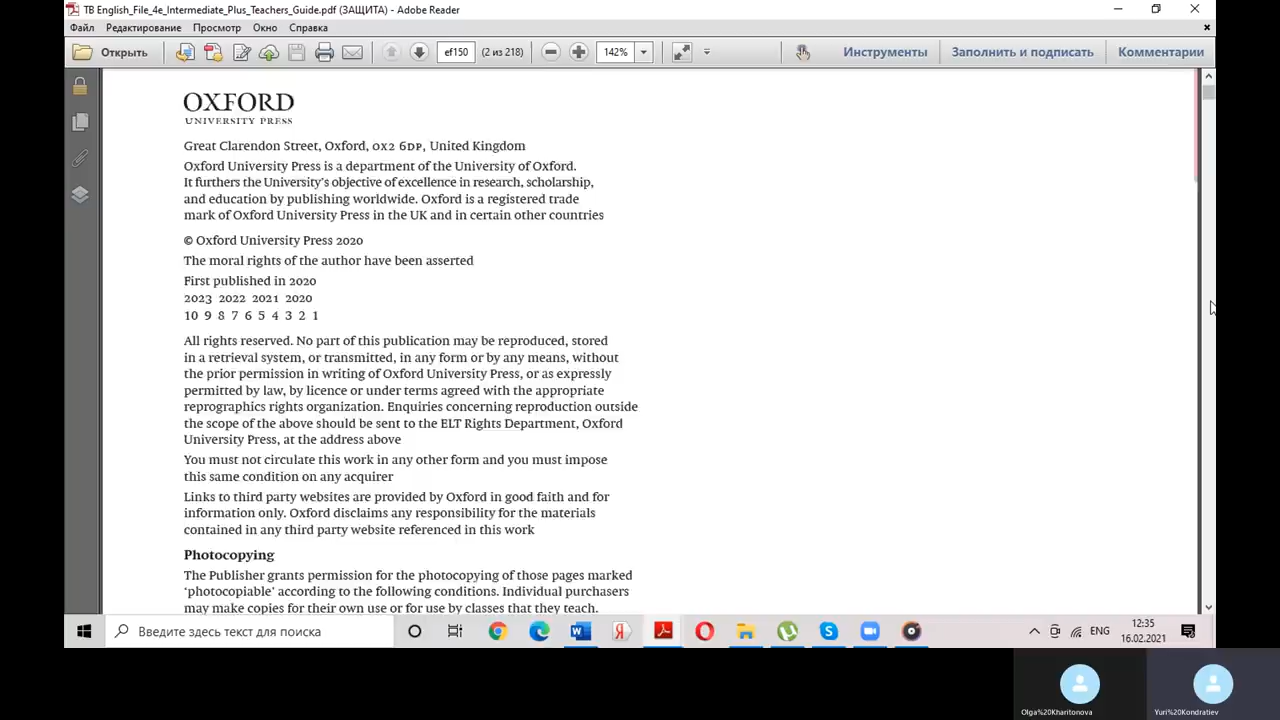 TB English_File_4e_Intermediate_Plus_Teachers_Guide.pdf (ЗАЩИТА) - Adobe Reader
Файл Редактирование Просмотр Окно Справка
Открыть ef150 (2 из 218) 142% Инструменты Заполнить и подписать Комментарии
OXFORD
UNIVERSITY PRESS
Great Clarendon Street, Oxford, OX2 6DP, United Kingdom
Oxford University Press is a department of the University of Oxford.
It furthers the University's objective of excellence in research, scholarship,
and education by publishing worldwide. Oxford is a registered trade
mark of Oxford University Press in the UK and in certain other countries
© Oxford University Press 2020
The moral rights of the author have been asserted
First published in 2020
2023 2022 2021 2020
10 9 8 7 6 5 4 3 2 1
All rights reserved. No part of this publication may be reproduced, stored
in a retrieval system, or transmitted, in any form or by any means, without
the prior permission in writing of Oxford University Press, or as expressly
permitted by law, by licence or under terms agreed with the appropriate
reprographics rights organization. Enquiries concerning reproduction outside
the scope of the above should be sent to the ELT Rights Department, Oxford
University Press, at the address above
You must not circulate this work in any other form and you must impose
this same condition on any acquirer
Links to third party websites are provided by Oxford in good faith and for
information only. Oxford disclaims any responsibility for the materials
contained in any third party website referenced in this work
Photocopying
The Publisher grants permission for the photocopying of those pages marked
'photocopiable' according to the following conditions. Individual purchasers
may make copies for their own use or for use by classes that they teach.
Введите здесь текст для поиска
ENG
12:35
16.02.2021
Olga%20Kharitonova
Yuri%20Kondratiev